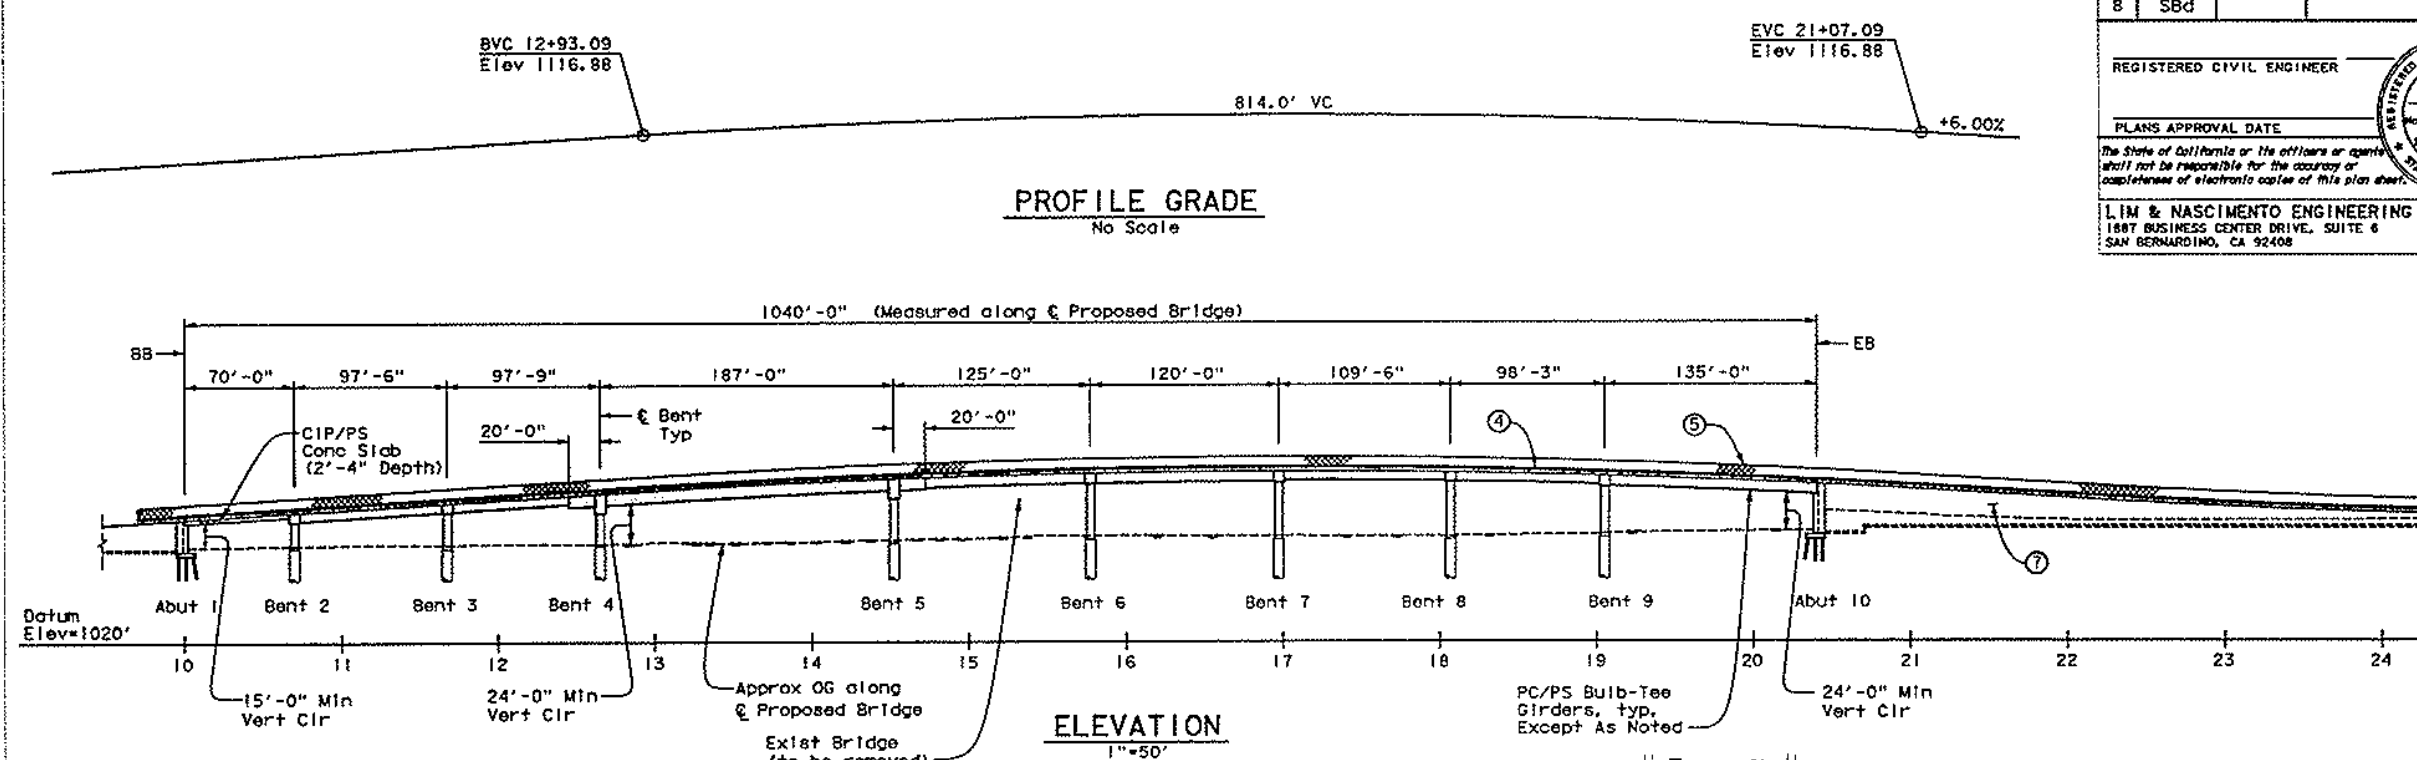 8 SBd
BVC 12+93.09
Elev 1116.88
EVC 21+07.09
Elev 1116.88
814.0' VC
+6.00%
PROFILE GRADE
No Scale
REGISTERED CIVIL ENGINEER
PLANS APPROVAL DATE
The State of California or its officers or agents
shall not be responsible for the accuracy or
completeness of electronic copies of this plan sheet.
LIM & NASCIMENTO ENGINEERING
1887 BUSINESS CENTER DRIVE, SUITE 6
SAN BERNARDINO, CA 92408
1040'-0" (Measured along ℄ Proposed Bridge)
BB
EB
70'-0" 97'-6" 97'-9" 187'-0" 125'-0" 120'-0" 109'-6" 98'-3" 135'-0"
CIP/PS
Conc Slab
(2'-4" Depth)
20'-0"
℄ Bent
Typ
20'-0"
4
5
7
Abut 1 Bent 2 Bent 3 Bent 4 Bent 5 Bent 6 Bent 7 Bent 8 Bent 9 Abut 10
Datum
Elev=1020'
10 11 12 13 14 15 16 17 18 19 20 21 22 23 24
15'-0" Min
Vert Clr
24'-0" Min
Vert Clr
Approx OG along
℄ Proposed Bridge
Exist Bridge
(to be removed)
ELEVATION
1"=50'
PC/PS Bulb-Tee
Girders, typ.
Except As Noted
24'-0" Min
Vert Clr